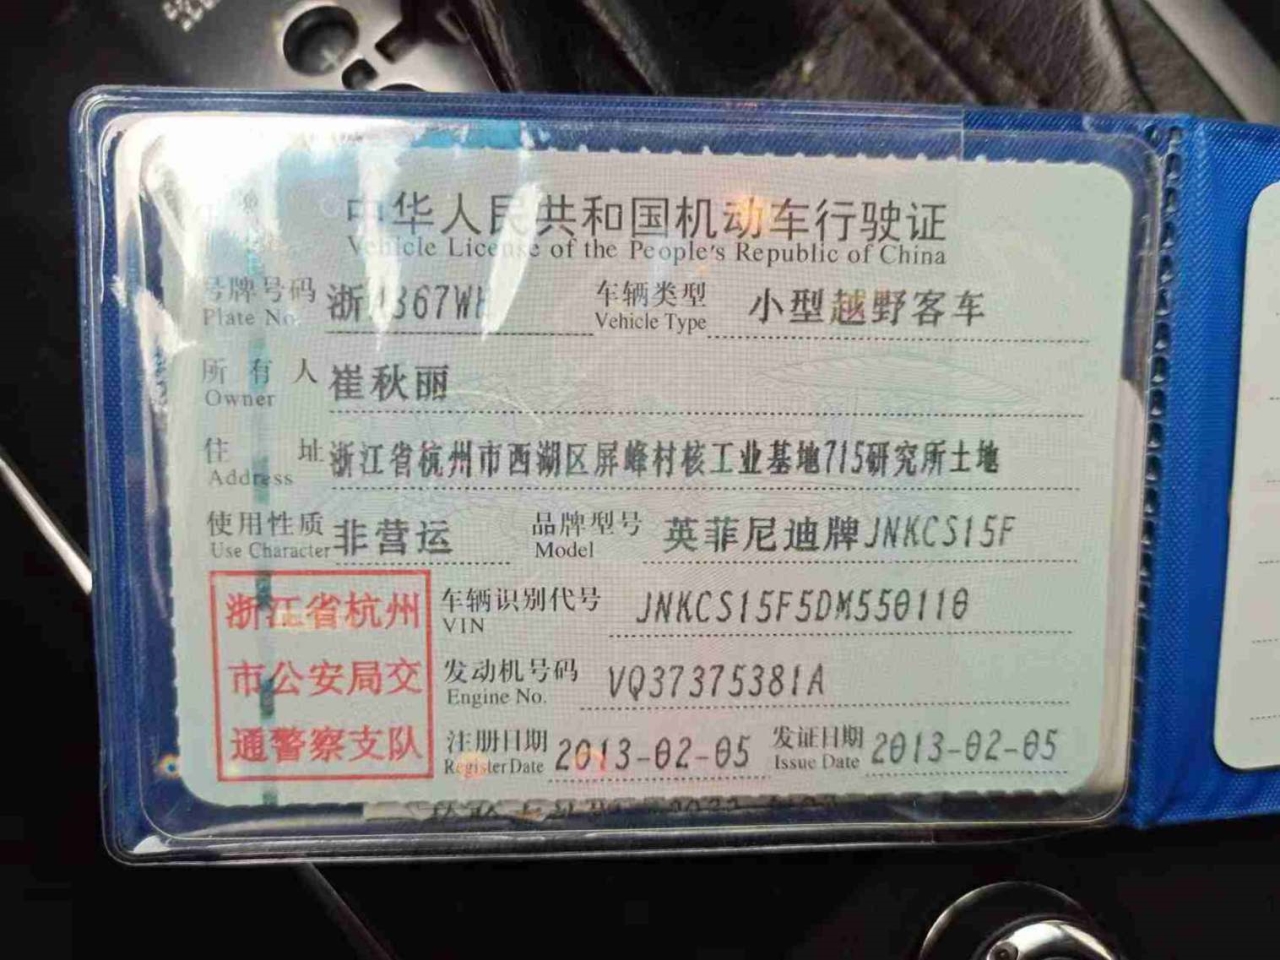 中华人民共和国机动车行驶证
Vehicle License of the People's Republic of China
号牌号码 浙A367W 车辆类型 小型越野客车
Plate No. Vehicle Type
所有人 崔秋丽
Owner
住址 浙江省杭州市西湖区屏峰村核工业基地715研究所土地
Address
使用性质 非营运 品牌型号 英菲尼迪牌JNKCS15F
Use Character Model
浙江省杭州
市公安局交
通警察支队
车辆识别代号 JNKCS15F5DM550110
VIN
发动机号码 VQ37375381A
Engine No.
注册日期 2013-02-05 发证日期 2013-02-05
Register Date Issue Date